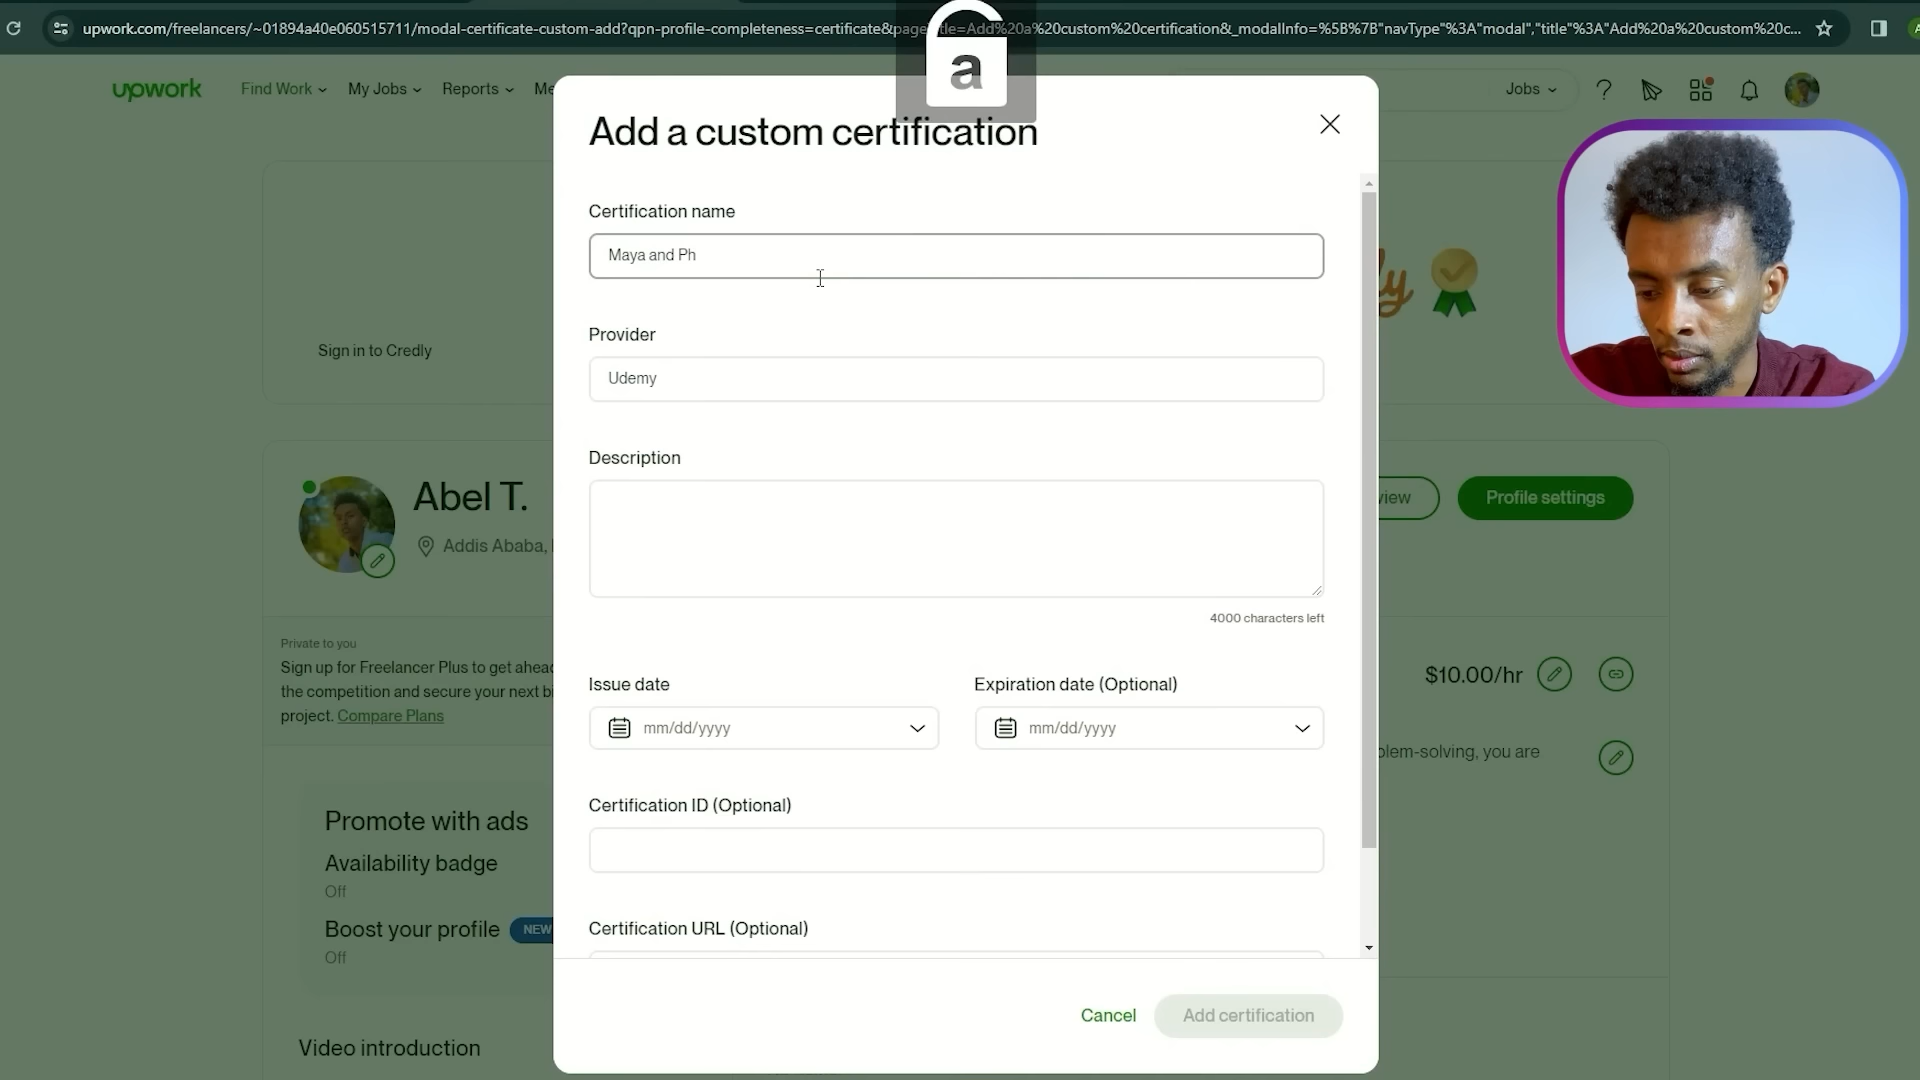 upwork.com/freelancers/~01894a40e060515711/modal-certificate-custom-add?qpn-profile-completeness=certificate&page tle=Add%20a%20custom%20certification&_modalInfo=%5B%7B"navType"%3A"modal","title"%3A"Add%20a%20custom%20c...
a
upwork
Find Work
My Jobs
Reports
Me
Jobs
?
Add a custom certification
Certification name
Maya and Ph
Provider
Udemy
Sign in to Credly
ly
Description
4000 characters left
Abel T.
Addis Ababa,
view
Profile settings
Private to you
Sign up for Freelancer Plus to get ahead
the competition and secure your next bi
project. Compare Plans
$10.00/hr
blem-solving, you are
Issue date
Expiration date (Optional)
mm/dd/yyyy
mm/dd/yyyy
Certification ID (Optional)
Promote with ads
Availability badge
Off
Boost your profile NEW
Off
Certification URL (Optional)
Cancel
Add certification
Video introduction